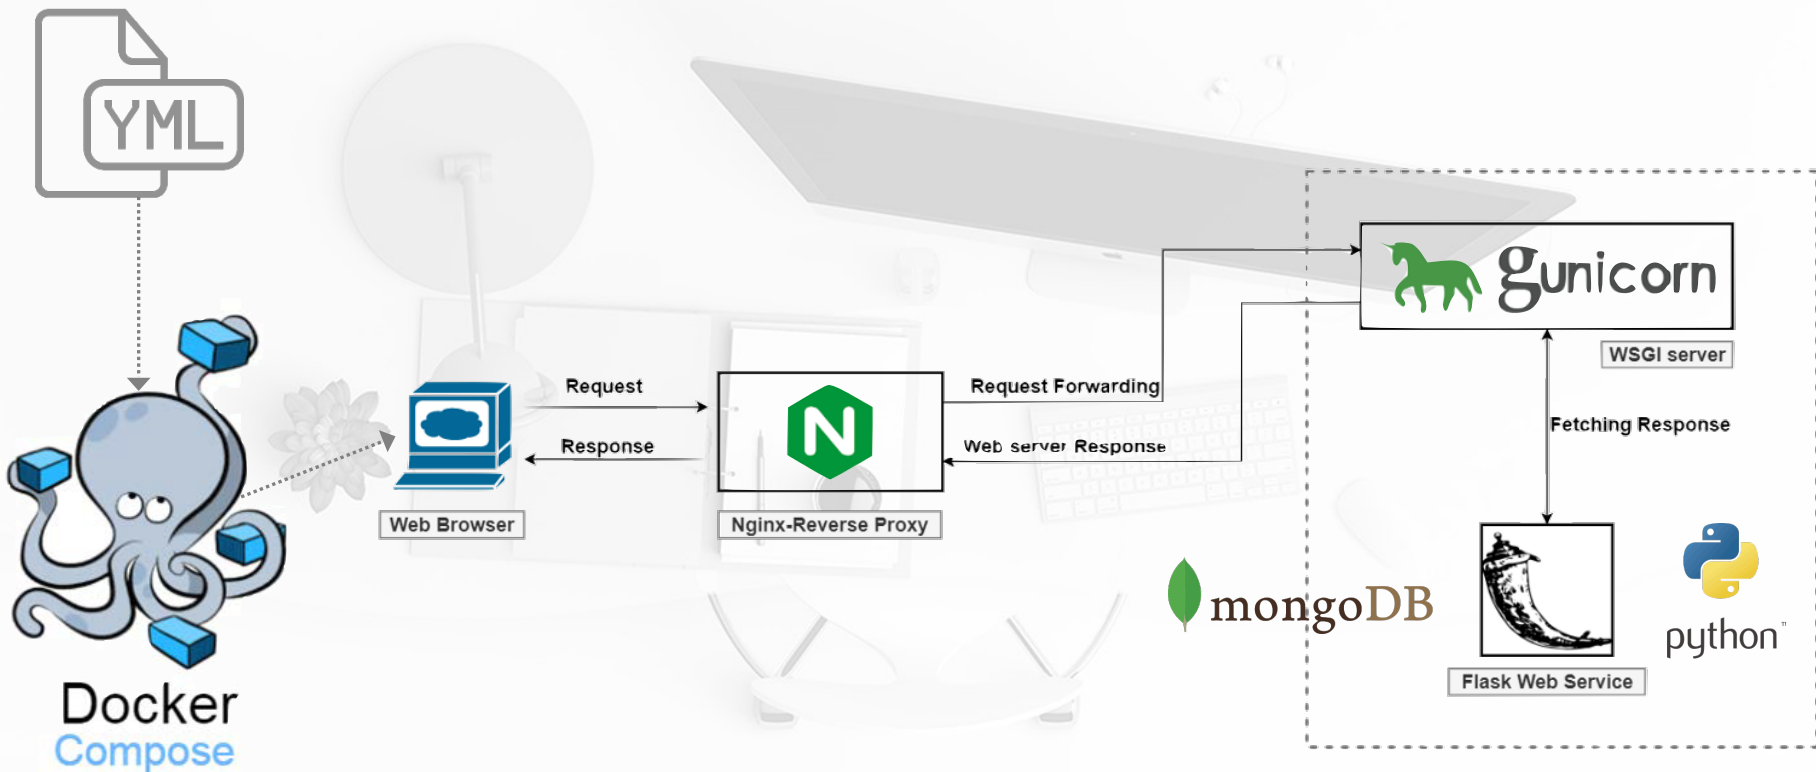 YML
Docker
Compose
Web Browser
Request
Response
Nginx-Reverse Proxy
Request Forwarding
Web server Response
gunicorn
WSGI server
Fetching Response
mongoDB
Flask Web Service
python™